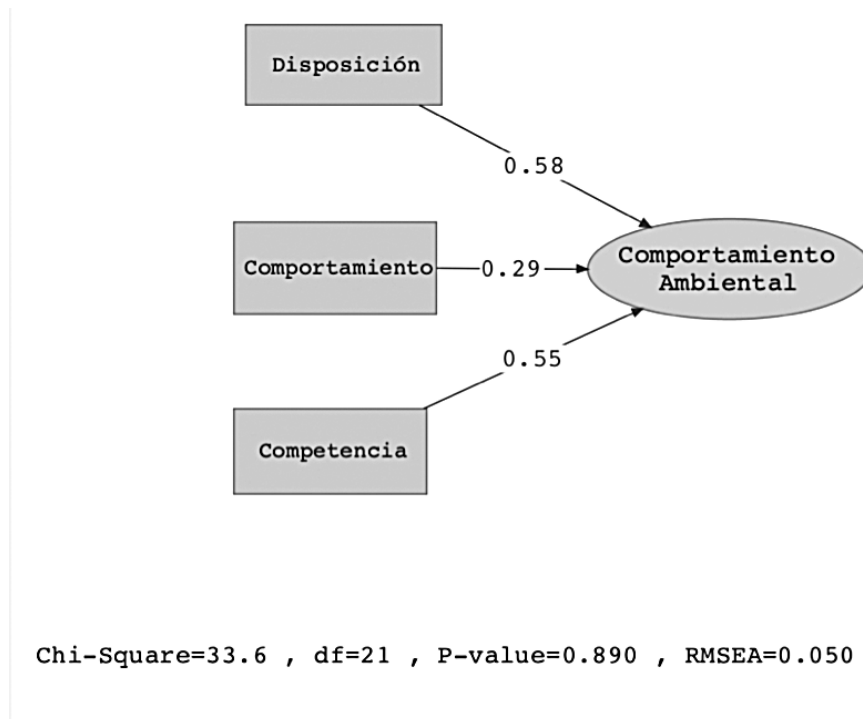 Disposición
0.58
Comportamiento
0.29
Comportamiento
Ambiental
0.55
Competencia
Chi-Square=33.6 , df=21 , P-value=0.890 , RMSEA=0.050